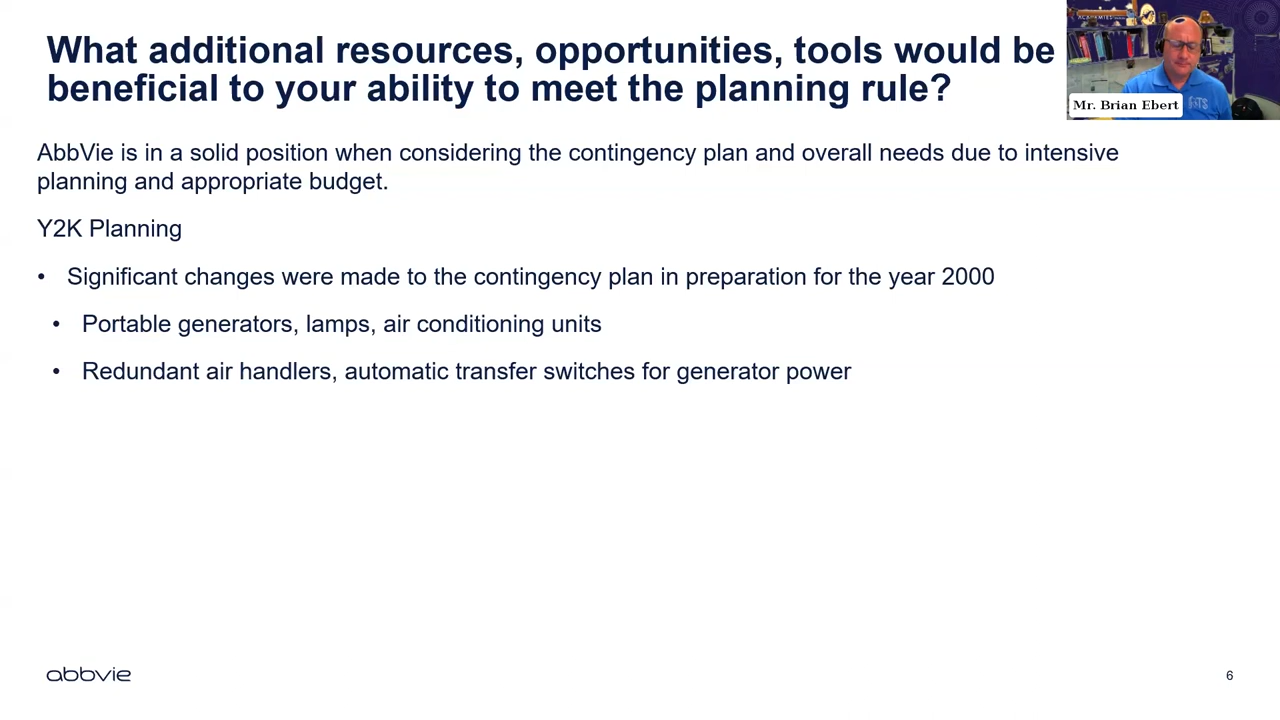 What additional resources, opportunities, tools would be
beneficial to your ability to meet the planning rule?
AbbVie is in a solid position when considering the contingency plan and overall needs due to intensive
planning and appropriate budget.
Y2K Planning
• Significant changes were made to the contingency plan in preparation for the year 2000
• Portable generators, lamps, air conditioning units
• Redundant air handlers, automatic transfer switches for generator power
Mr. Brian Ebert
abbvie
6